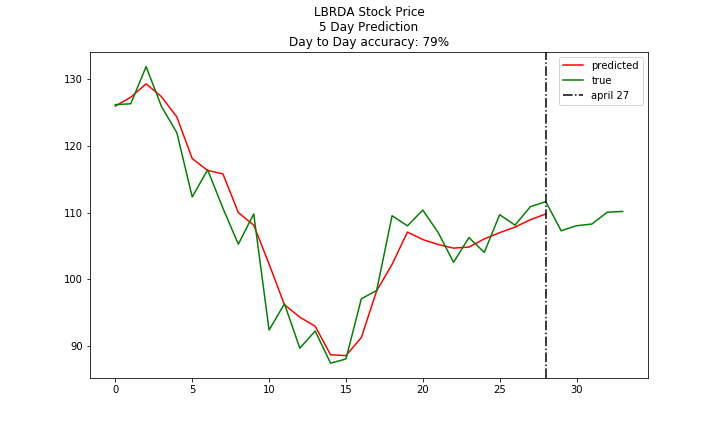 LBRDA Stock Price
5 Day Prediction
Day to Day accuracy: 79%
predicted
true
april 27
130
120
110
100
90
0 5 10 15 20 25 30